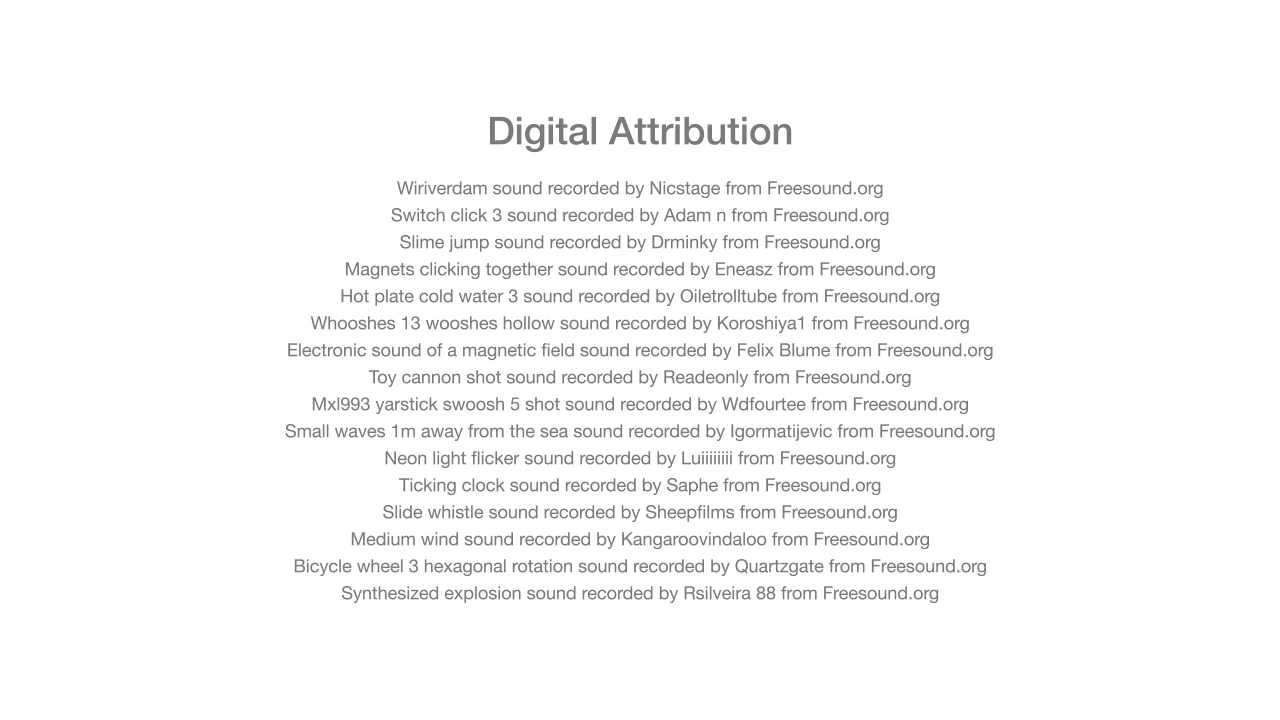 Digital Attribution
Wiriverdam sound recorded by Nicstage from Freesound.org
Switch click 3 sound recorded by Adam n from Freesound.org
Slime jump sound recorded by Drminky from Freesound.org
Magnets clicking together sound recorded by Eneasz from Freesound.org
Hot plate cold water 3 sound recorded by Oiletrolltube from Freesound.org
Whooshes 13 wooshes hollow sound recorded by Koroshiya1 from Freesound.org
Electronic sound of a magnetic field sound recorded by Felix Blume from Freesound.org
Toy cannon shot sound recorded by Readeonly from Freesound.org
Mxl993 yarstick swoosh 5 shot sound recorded by Wdfourtee from Freesound.org
Small waves 1m away from the sea sound recorded by Igormatijevic from Freesound.org
Neon light flicker sound recorded by Luiiiiiiii from Freesound.org
Ticking clock sound recorded by Saphe from Freesound.org
Slide whistle sound recorded by Sheepfilms from Freesound.org
Medium wind sound recorded by Kangaroovindaloo from Freesound.org
Bicycle wheel 3 hexagonal rotation sound recorded by Quartzgate from Freesound.org
Synthesized explosion sound recorded by Rsilveira 88 from Freesound.org